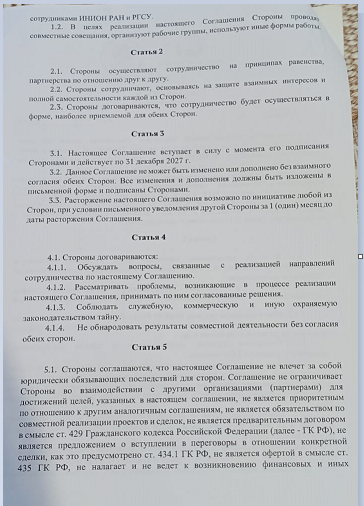 сотрудниками ИНИОН РАН и РГСУ.
1.2. В целях реализации настоящего Соглашения Стороны проводят
совместные совещания, организуют рабочие группы, используют иные формы работы.
Статья 2
2.1. Стороны осуществляют сотрудничество на принципах равенства,
партнерства по отношению друг к другу.
2.2. Стороны сотрудничают, основываясь на защите взаимных интересов и
полной самостоятельности каждой из Сторон.
2.3. Стороны договариваются, что сотрудничество будет осуществляться в
форме, наиболее приемлемой для обеих Сторон.
Статья 3
3.1. Настоящее Соглашение вступает в силу с момента его подписания
Сторонами и действует по 31 декабря 2027 г.
3.2. Данное Соглашение не может быть изменено или дополнено без взаимного
согласия обеих Сторон. Все изменения и дополнения должны быть изложены в
письменной форме и подписаны Сторонами.
3.3. Расторжение настоящего Соглашения возможно по инициативе любой из
Сторон, при условии письменного уведомления другой Стороны за 1 (один) месяц до
даты расторжения Соглашения.
Статья 4
4.1. Стороны договариваются:
4.1.1. Обсуждать вопросы, связанные с реализацией направлений
сотрудничества по настоящему Соглашению.
4.1.2. Рассматривать проблемы, возникающие в процессе реализации
настоящего Соглашения, принимать по ним согласованные решения.
4.1.3. Соблюдать служебную, коммерческую и иную охраняемую
законодательством тайну.
4.1.4. Не обнародовать результаты совместной деятельности без согласия
обеих сторон.
Статья 5
5.1. Стороны соглашаются, что настоящее Соглашение не влечет за собой
юридически обязывающих последствий для сторон. Соглашение не ограничивает
Стороны во взаимодействии с другими организациями (партнерами) для
достижений целей, указанных в настоящем соглашении, не является приоритетным
по отношению к другим аналогичным соглашениям, не является обязательством по
совместной реализации проектов и сделок, не является предварительным договором
в смысле ст. 429 Гражданского кодекса Российской Федерации (далее - ГК РФ), не
является предложением о вступлении в переговоры в отношении конкретной
сделки, как это предусмотрено ст. 434.1 ГК РФ, не является офертой в смысле ст.
435 ГК РФ, не налагает и не ведет к возникновению финансовых и иных